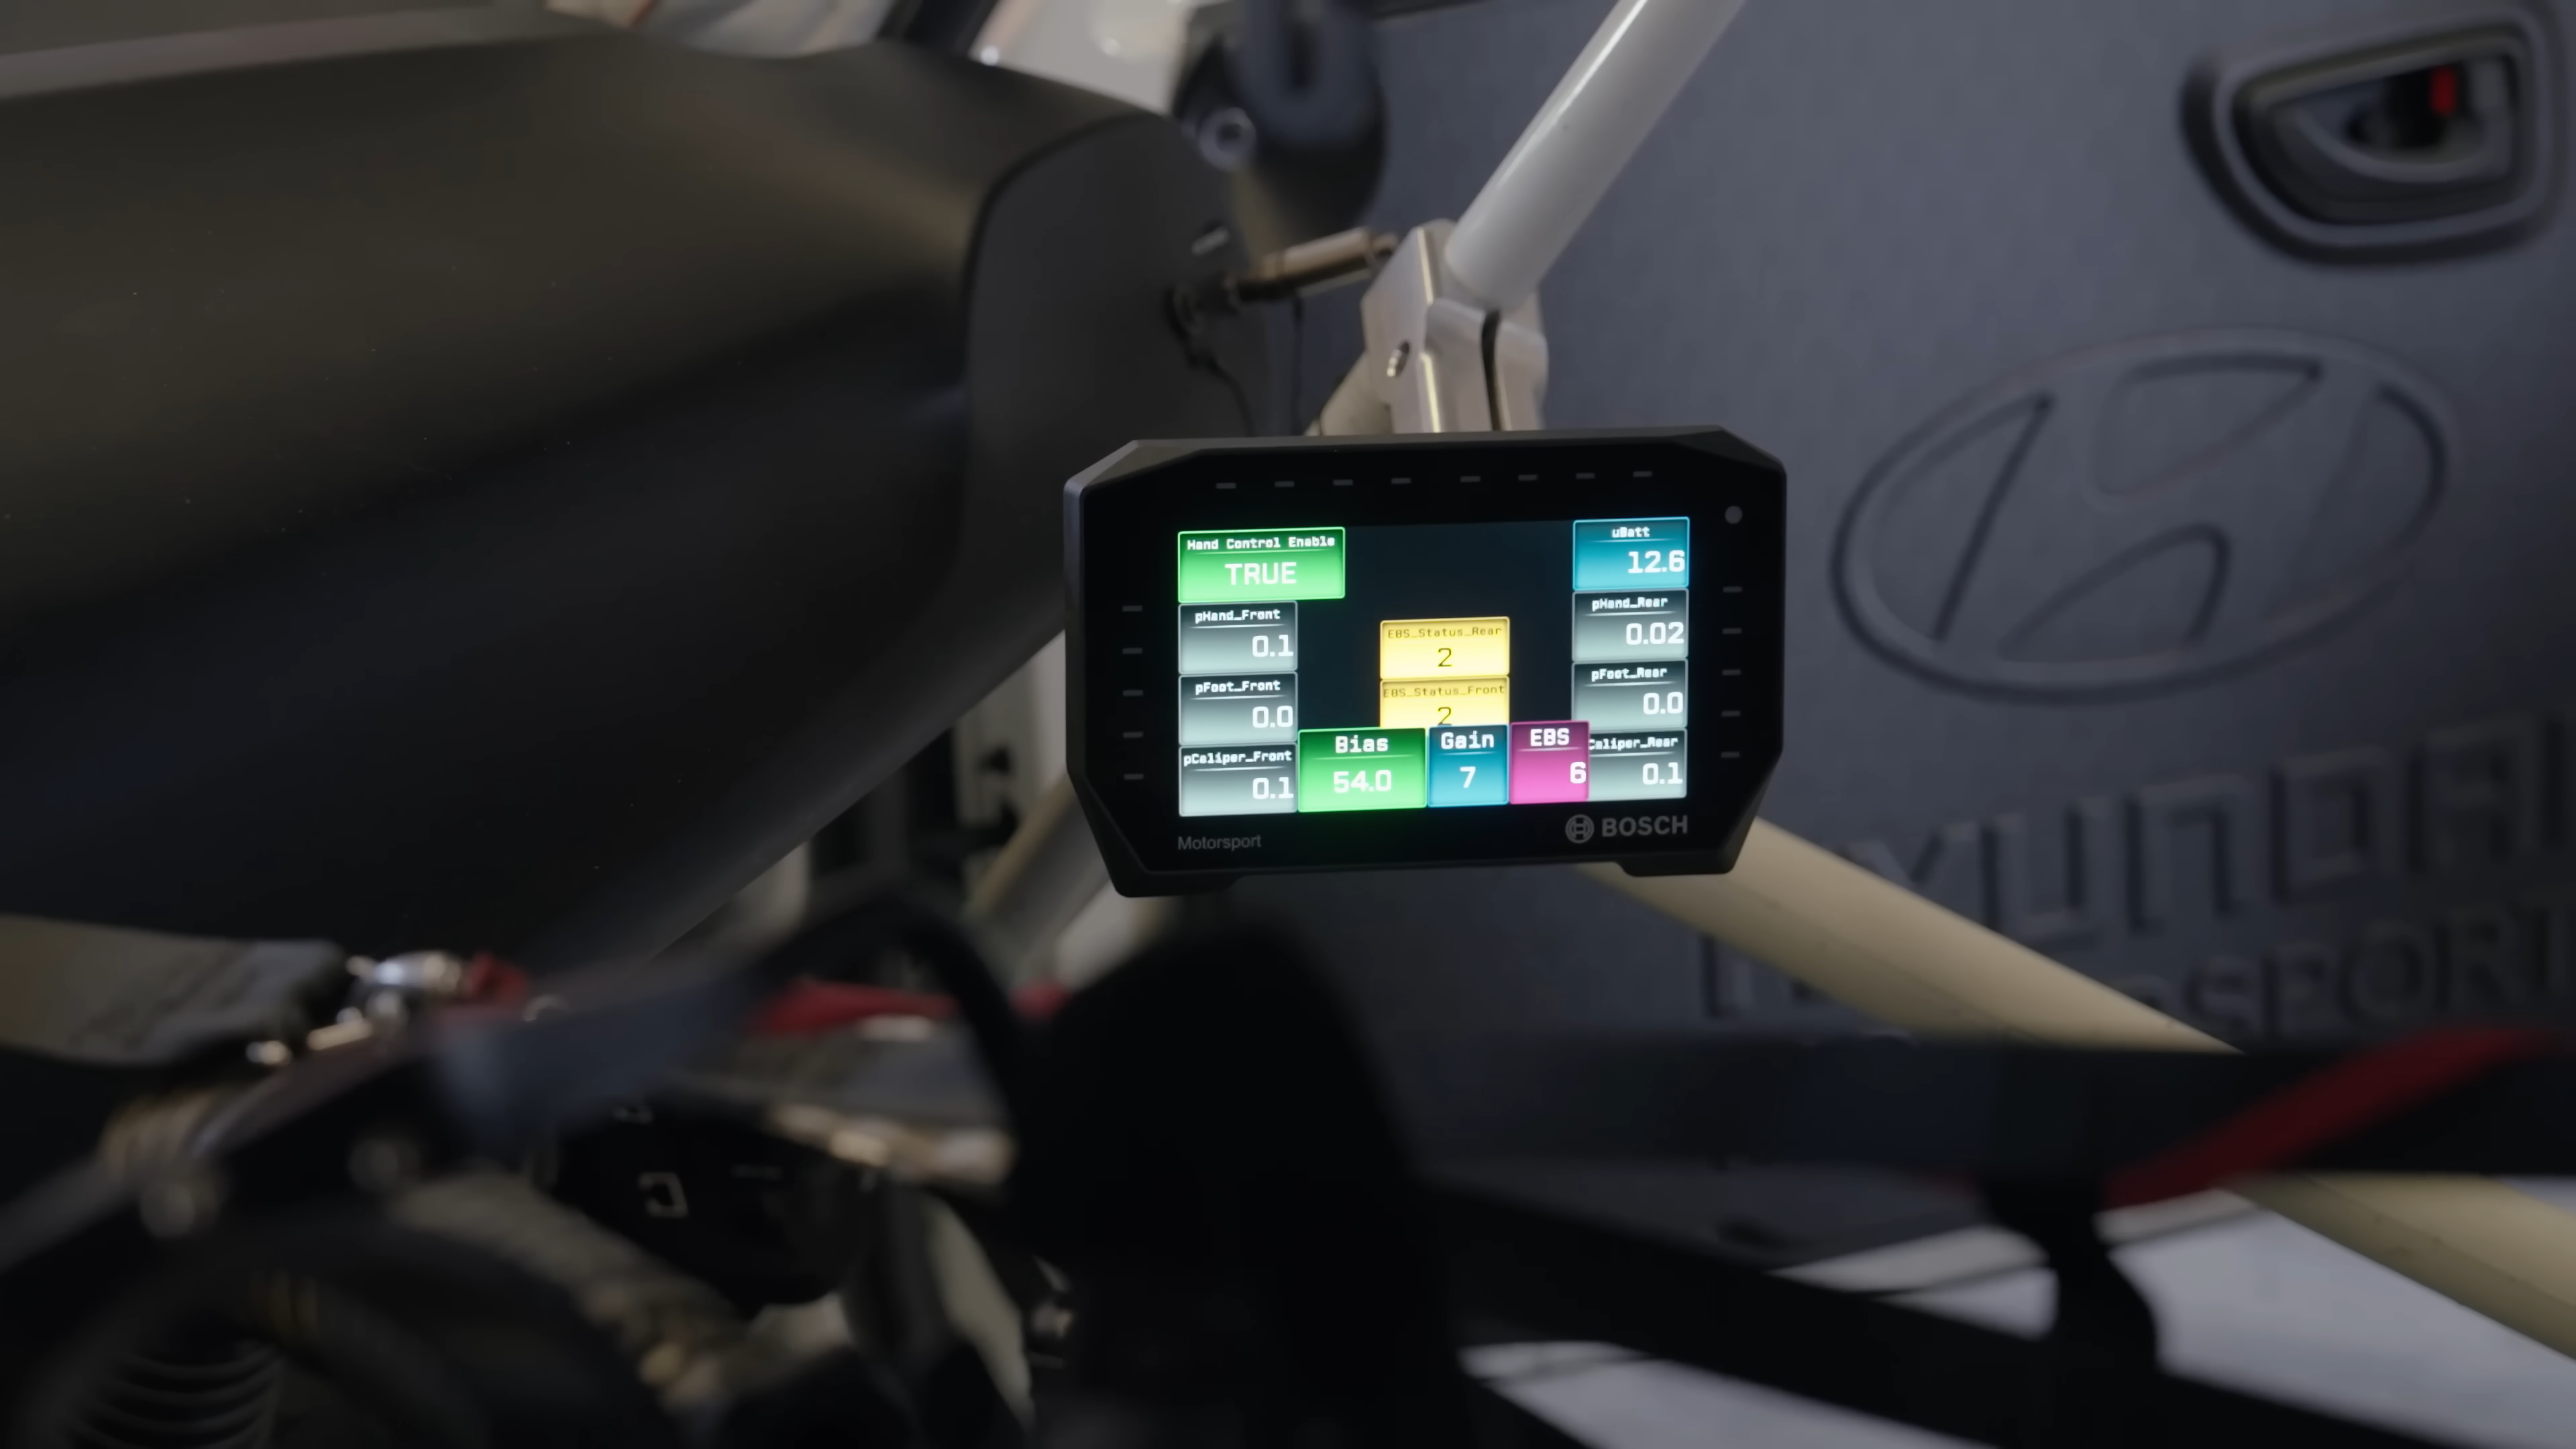 Hand Control Enable
TRUE
uBatt
12.6
pHand_Front
0.1
pHand_Rear
0.02
EBS_Status_Rear
2
pFoot_Front
0.0
EBS_Status_Front
2
pFoot_Rear
0.0
pCaliper_Front
0.1
Bias
54.0
Gain
7
EBS
6
Caliper_Rear
0.1
Motorsport
BOSCH
YUNDAI
SPORT